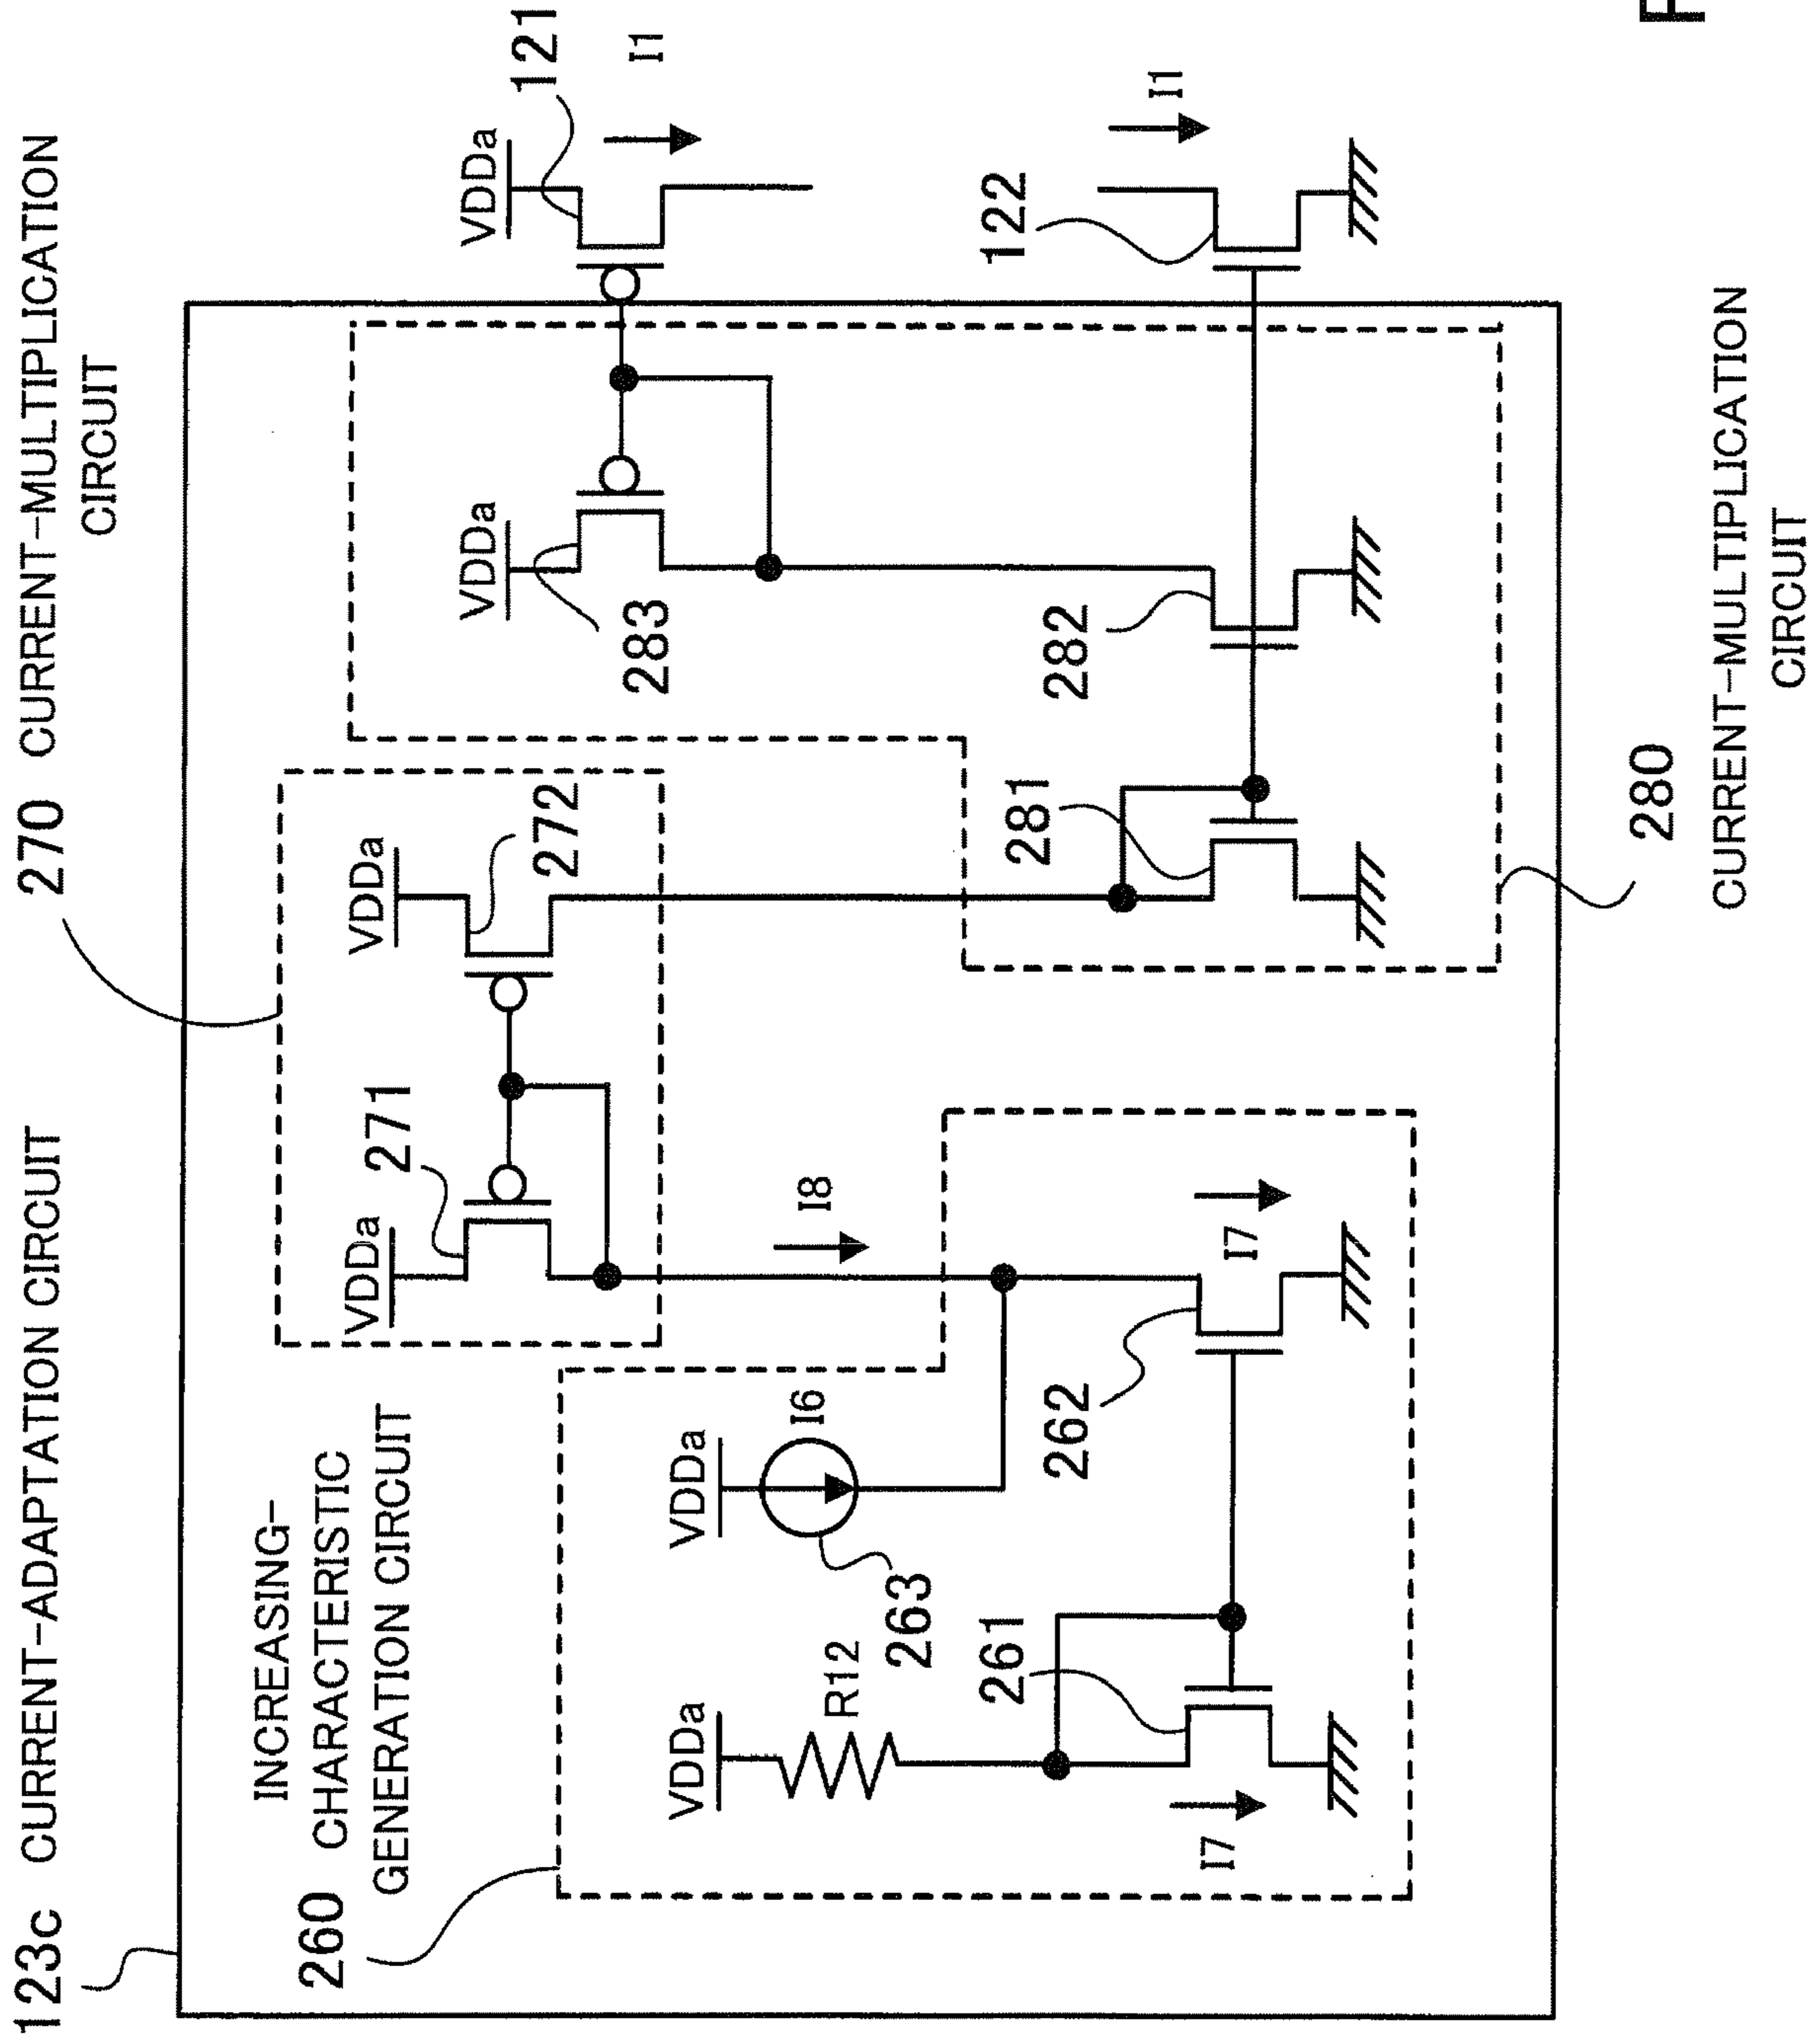 123c CURRENT-ADAPTATION CIRCUIT
270 CURRENT-MULTIPLICATION
CIRCUIT
260
INCREASING-
CHARACTERISTIC
GENERATION CIRCUIT
VDDa
271
VDDa
272
VDDa
283
VDDa
121
I1
I8
VDDa
R12
VDDa
I6
263
261
I7
262
I7
281
282
122
I1
280
CURRENT-MULTIPLICATION
CIRCUIT